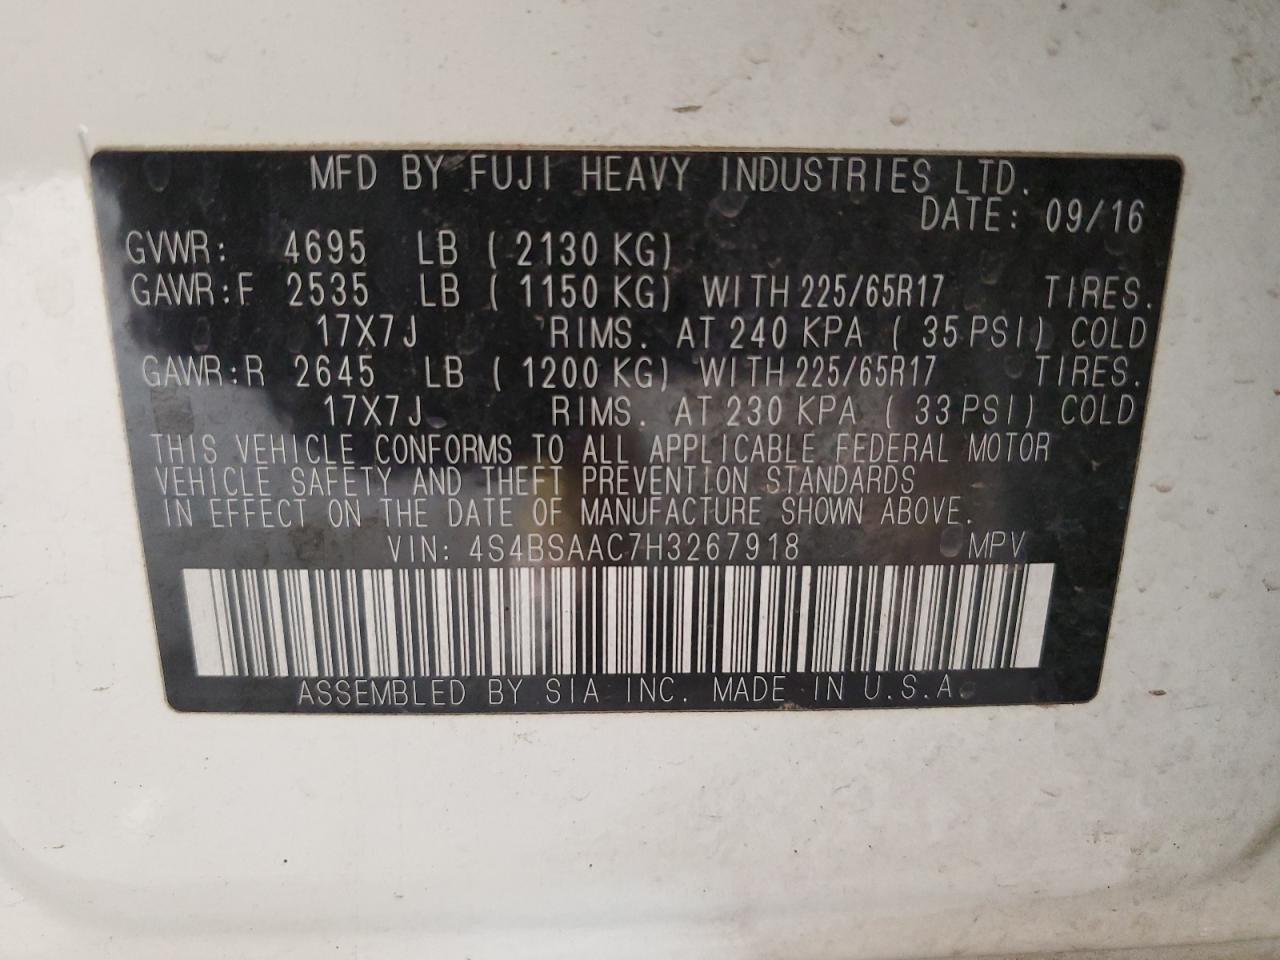 MFD BY FUJI HEAVY INDUSTRIES LTD.
DATE: 09/16
GVWR: 4695 LB ( 2130 KG)
GAWR:F 2535 LB ( 1150 KG) WITH 225/65R17 TIRES.
17X7J RIMS. AT 240 KPA ( 35 PSI) COLD
GAWR:R 2645 LB ( 1200 KG) WITH 225/65R17 TIRES.
17X7J RIMS. AT 230 KPA ( 33 PSI) COLD
THIS VEHICLE CONFORMS TO ALL APPLICABLE FEDERAL MOTOR
VEHICLE SAFETY AND THEFT PREVENTION STANDARDS
IN EFFECT ON THE DATE OF MANUFACTURE SHOWN ABOVE.
VIN: 4S4BSAAC7H3267918 MPV
ASSEMBLED BY SIA INC. MADE IN U.S.A.